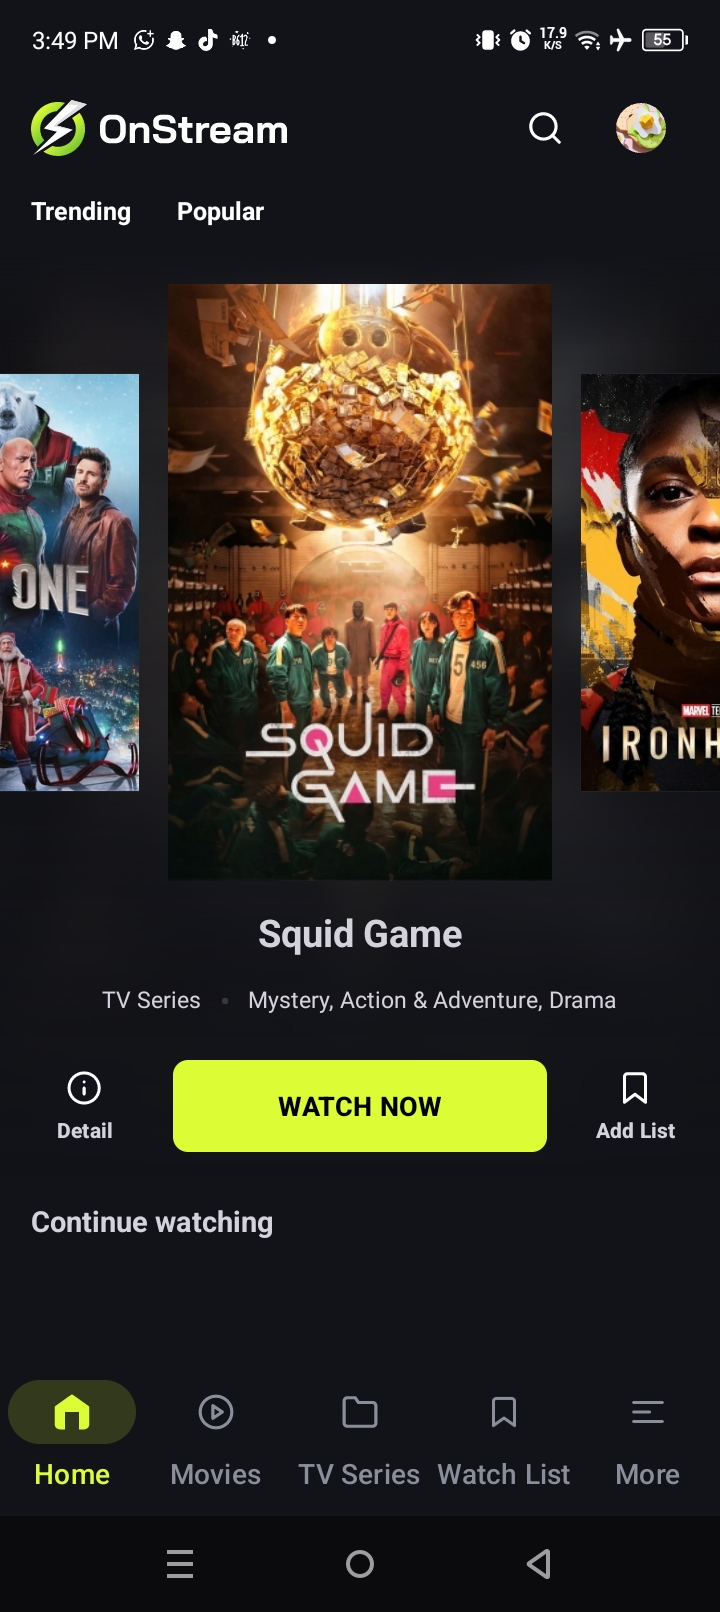 3:49 PM
17.9
K/S
55
OnStream
Trending
Popular
ONE
456
SQUID
GAME
MARVEL
IRONH
Squid Game
TV Series • Mystery, Action & Adventure, Drama
Detail
WATCH NOW
Add List
Continue watching
Home
Movies
TV Series
Watch List
More